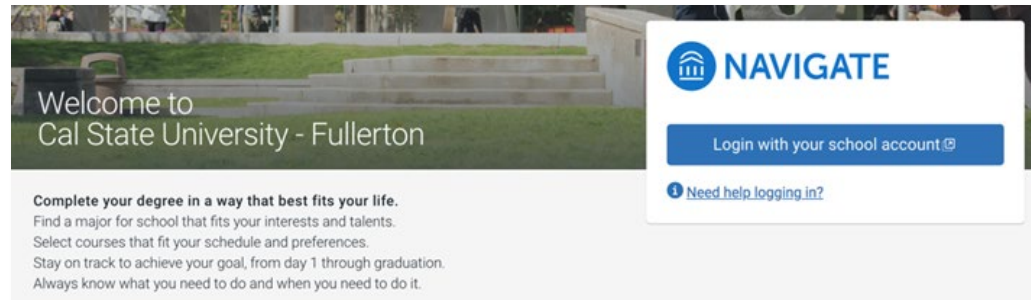 Welcome to
Cal State University - Fullerton
NAVIGATE
Login with your school account
Need help logging in?
Complete your degree in a way that best fits your life.
Find a major for school that fits your interests and talents.
Select courses that fit your schedule and preferences.
Stay on track to achieve your goal, from day 1 through graduation.
Always know what you need to do and when you need to do it.